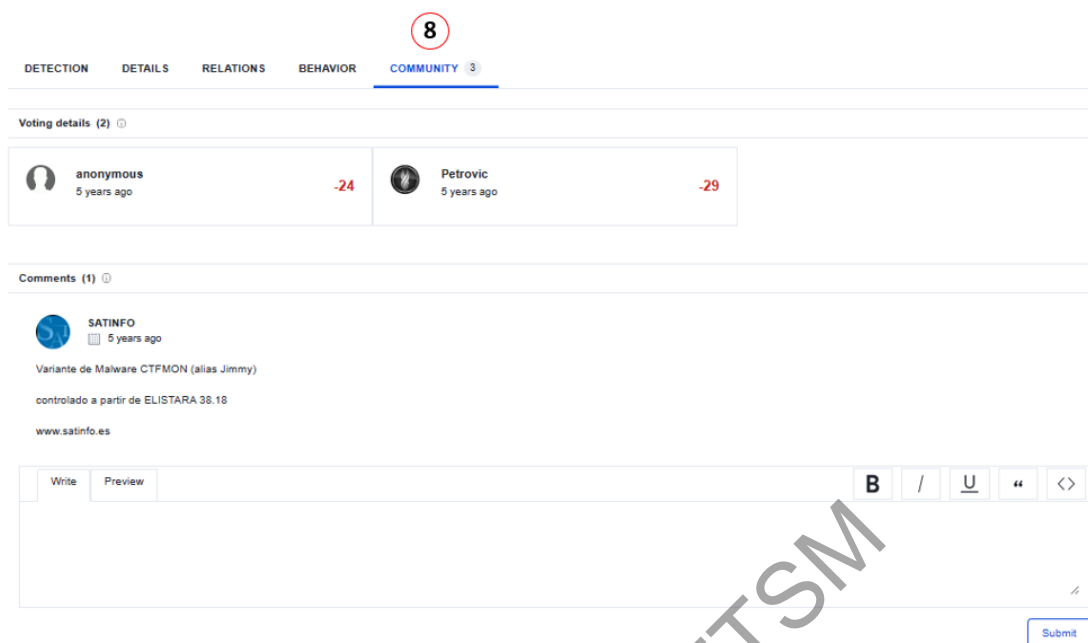 8
DETECTION DETAILS RELATIONS BEHAVIOR COMMUNITY 3
Voting details (2)
anonymous
5 years ago
-24
Petrovic
5 years ago
-29
Comments (1)
SATINFO
5 years ago
Variante de Malware CTFMON (alias Jimmy)
controlado a partir de ELISTARA 38.18
www.satinfo.es
Write Preview
B / U “ <>
Submit